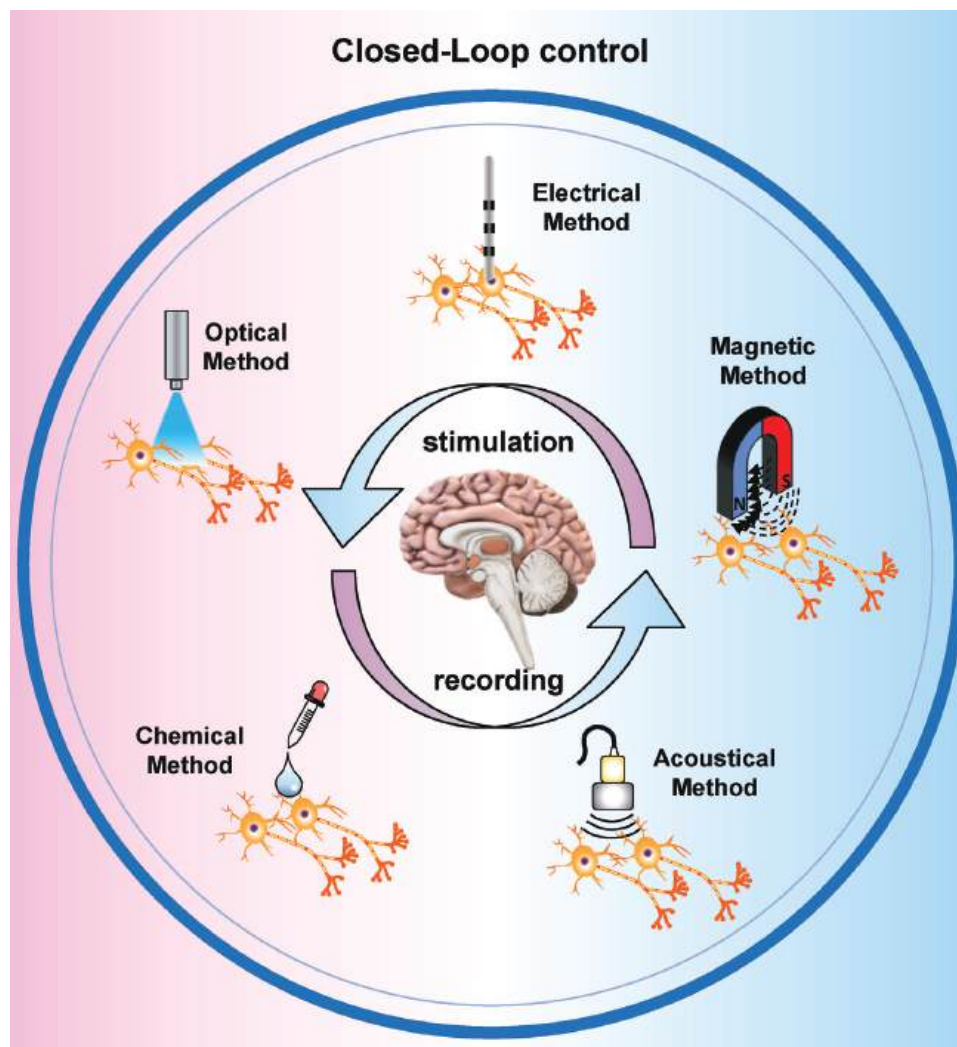 Closed-Loop control
Electrical
Method
Optical
Method
Magnetic
Method
N
S
stimulation
recording
Chemical
Method
Acoustical
Method